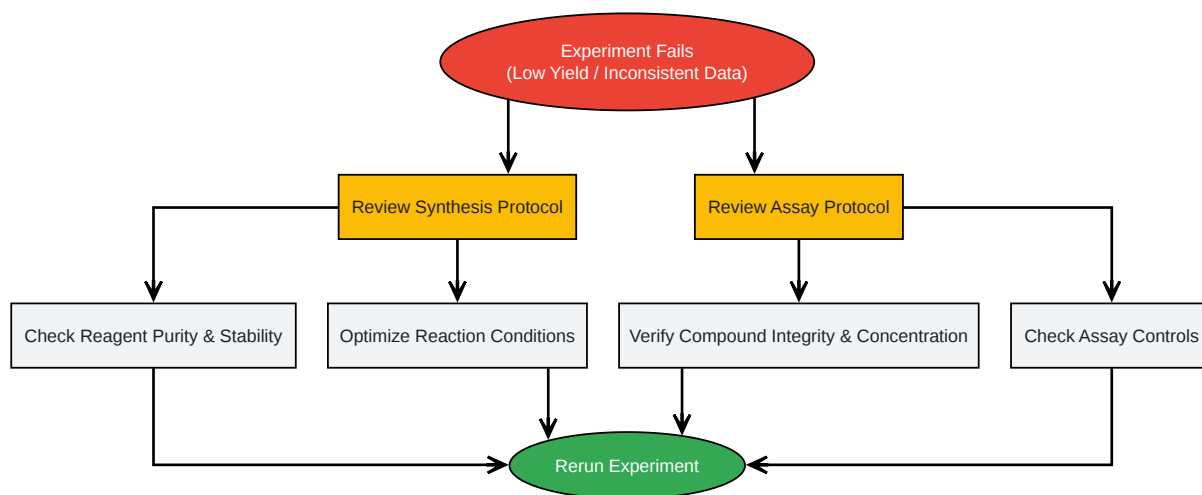 Experiment Fails
(Low Yield / Inconsistent Data)
Review Synthesis Protocol
Review Assay Protocol
Check Reagent Purity & Stability
Optimize Reaction Conditions
Verify Compound Integrity & Concentration
Check Assay Controls
Rerun Experiment